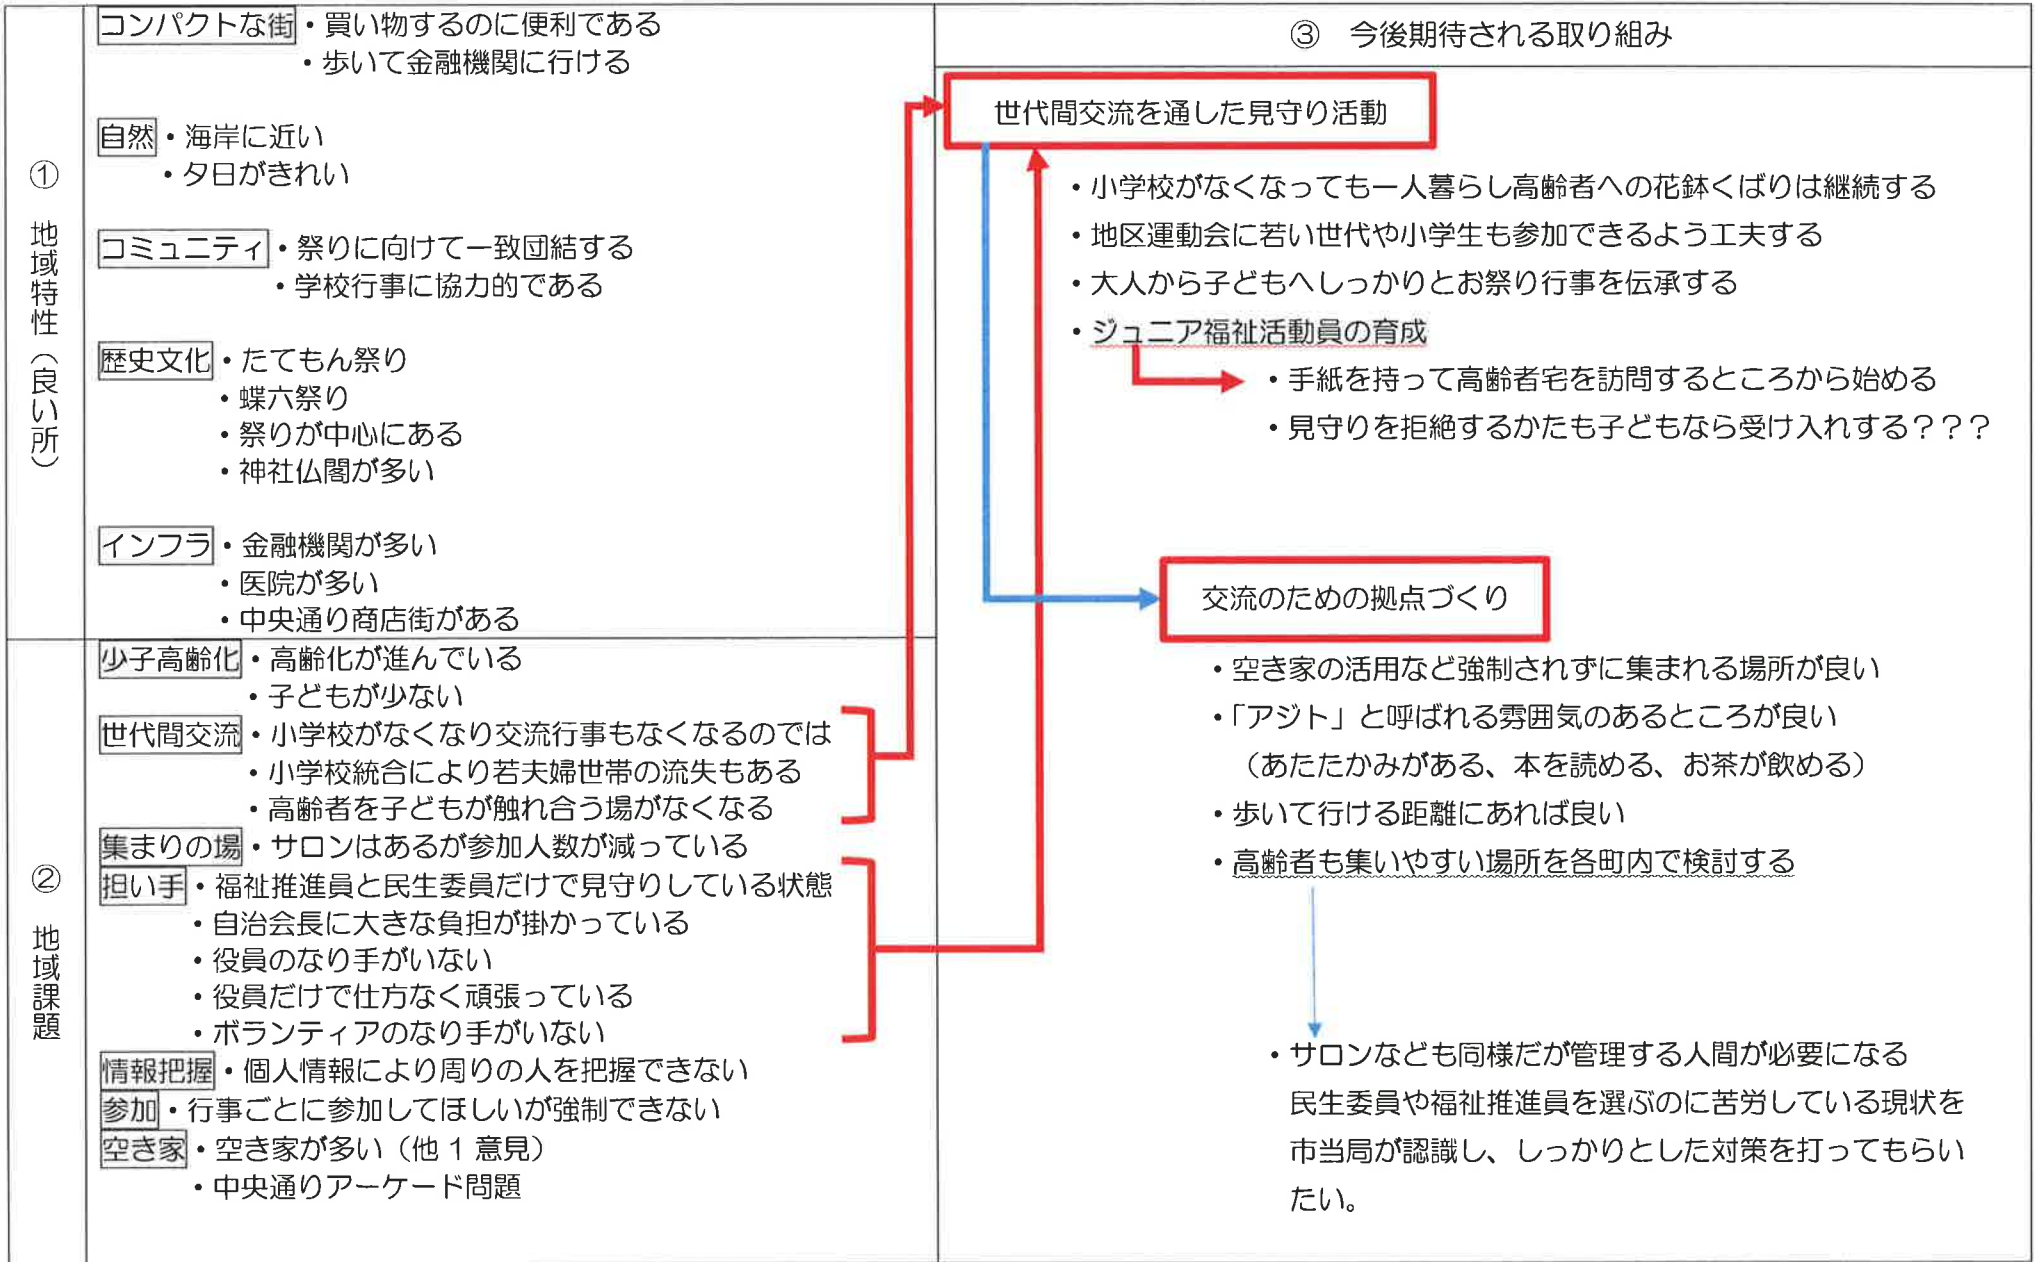 ① 地域特性（良い所）
コンパクトな街・買い物するのに便利である
・歩いて金融機関に行ける
自然・海岸に近い
・夕日がきれい
コミュニティ・祭りに向けて一致団結する
・学校行事に協力的である
歴史文化・たてもん祭り
・蝶六祭り
・祭りが中心にある
・神社仏閣が多い
インフラ・金融機関が多い
・医院が多い
・中央通り商店街がある
② 地域課題
少子高齢化・高齢化が進んでいる
・子どもが少ない
世代間交流・小学校がなくなり交流行事もなくなるのでは
・小学校統合により若夫婦世帯の流失もある
・高齢者を子どもが触れ合う場がなくなる
集まりの場・サロンはあるが参加人数が減っている
担い手・福祉推進員と民生委員だけで見守りしている状態
・自治会長に大きな負担が掛かっている
・役員のなり手がいない
・役員だけで仕方なく頑張っている
・ボランティアのなり手がいない
情報把握・個人情報により周りの人を把握できない
参加・行事ごとに参加してほしいが強制できない
空き家・空き家が多い（他 1 意見）
・中央通りアーケード問題
③ 今後期待される取り組み
世代間交流を通した見守り活動
・小学校がなくなっても一人暮らし高齢者への花鉢くばりは継続する
・地区運動会に若い世代や小学生も参加できるよう工夫する
・大人から子どもへしっかりとお祭り行事を伝承する
・ジュニア福祉活動員の育成
・手紙を持って高齢者宅を訪問するところから始める
・見守りを拒絶するかたも子どもなら受け入れする？？？
交流のための拠点づくり
・空き家の活用など強制されずに集まれる場所が良い
・「アジト」と呼ばれる雰囲気のあるところが良い
（あたたかみがある、本を読める、お茶が飲める）
・歩いて行ける距離にあれば良い
・高齢者も集いやすい場所を各町内で検討する
・サロンなども同様だが管理する人間が必要になる
民生委員や福祉推進員を選ぶのに苦労している現状を
市当局が認識し、しっかりとした対策を打ってもらい
たい。